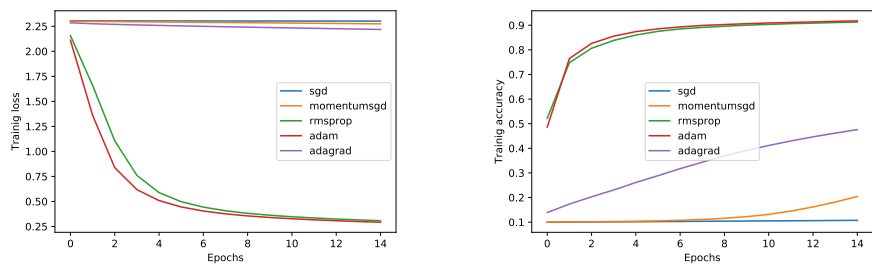 2.25
2.00
1.75
1.50
1.25
1.00
0.75
0.50
0.25
Trainig loss
0 2 4 6 8 10 12 14
Epochs
sgd
momentumsgd
rmsprop
adam
adagrad
0.9
0.8
0.7
0.6
0.5
0.4
0.3
0.2
0.1
Trainig accuracy
0 2 4 6 8 10 12 14
Epochs
sgd
momentumsgd
rmsprop
adam
adagrad